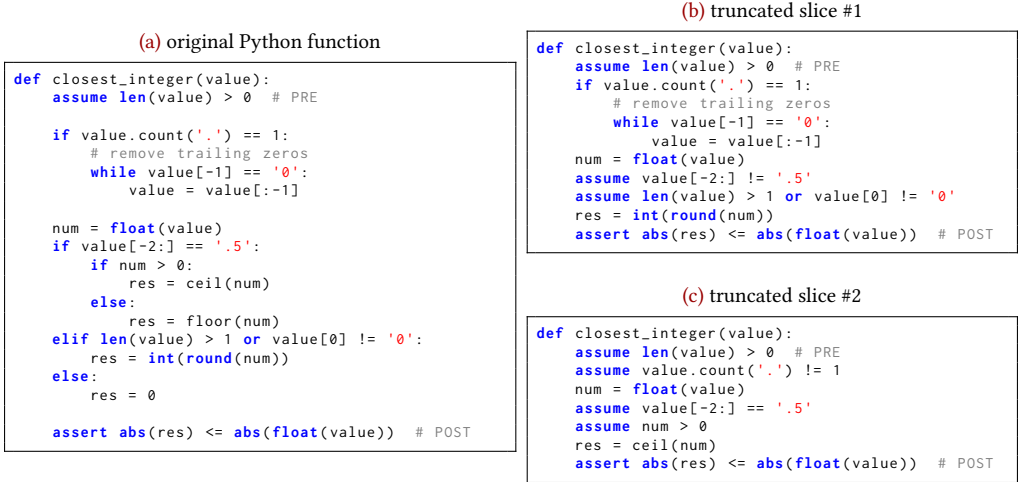 (a) original Python function
def closest_integer(value):
    assume len(value) > 0  # PRE

    if value.count('.') == 1:
        # remove trailing zeros
        while value[-1] == '0':
            value = value[:-1]

    num = float(value)
    if value[-2:] == '.5':
        if num > 0:
            res = ceil(num)
        else:
            res = floor(num)
    elif len(value) > 1 or value[0] != '0':
        res = int(round(num))
    else:
        res = 0

    assert abs(res) <= abs(float(value))  # POST
(b) truncated slice #1
def closest_integer(value):
    assume len(value) > 0  # PRE
    if value.count('.') == 1:
        # remove trailing zeros
        while value[-1] == '0':
            value = value[:-1]
    num = float(value)
    assume value[-2:] != '.5'
    assume len(value) > 1 or value[0] != '0'
    res = int(round(num))
    assert abs(res) <= abs(float(value))  # POST
(c) truncated slice #2
def closest_integer(value):
    assume len(value) > 0  # PRE
    assume value.count('.') != 1
    num = float(value)
    assume value[-2:] == '.5'
    assume num > 0
    res = ceil(num)
    assert abs(res) <= abs(float(value))  # POST